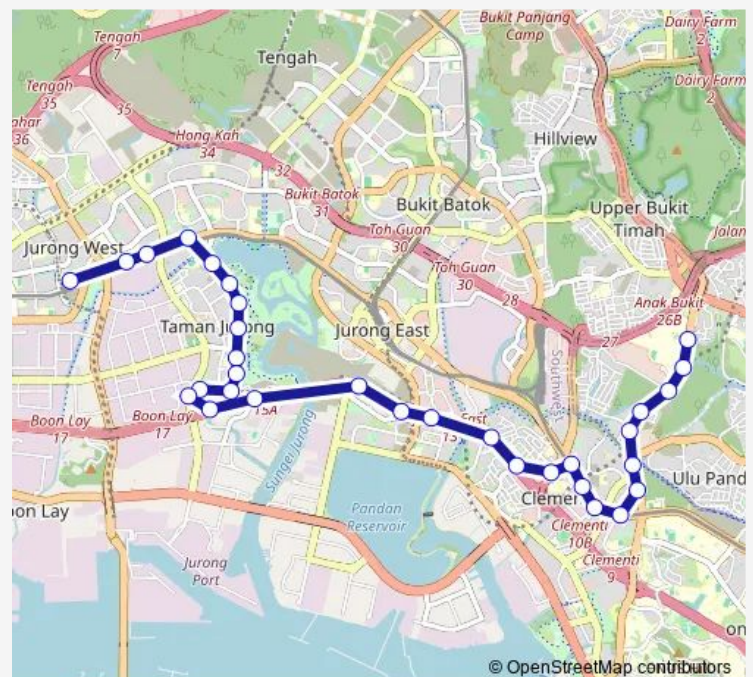 Bukit Panjang
Camp
Dairy Farm
2
Tengah
7
Tengah
Tengah
35
Dairy Farm
2
35
ahar
36
Hong Kah
34
Hillview
32
Bukit Batok
31
Bukit Batok
Upper Bukit
Timah
Toh Guan
30
Jalan
Jurong West
Toh Guan
30
28
Anak Bukit
26B
Taman Jurong
Jurong East
27
Southwest
Boon Lay
17
Boon Lay
17
15A
East
13
Sungei Jurong
Clemen
Ulu Pand
oon Lay
Pandan
Reservoir
Clementi
10B
Clementi
9
Jurong
Port
on
© OpenStreetMap contributors